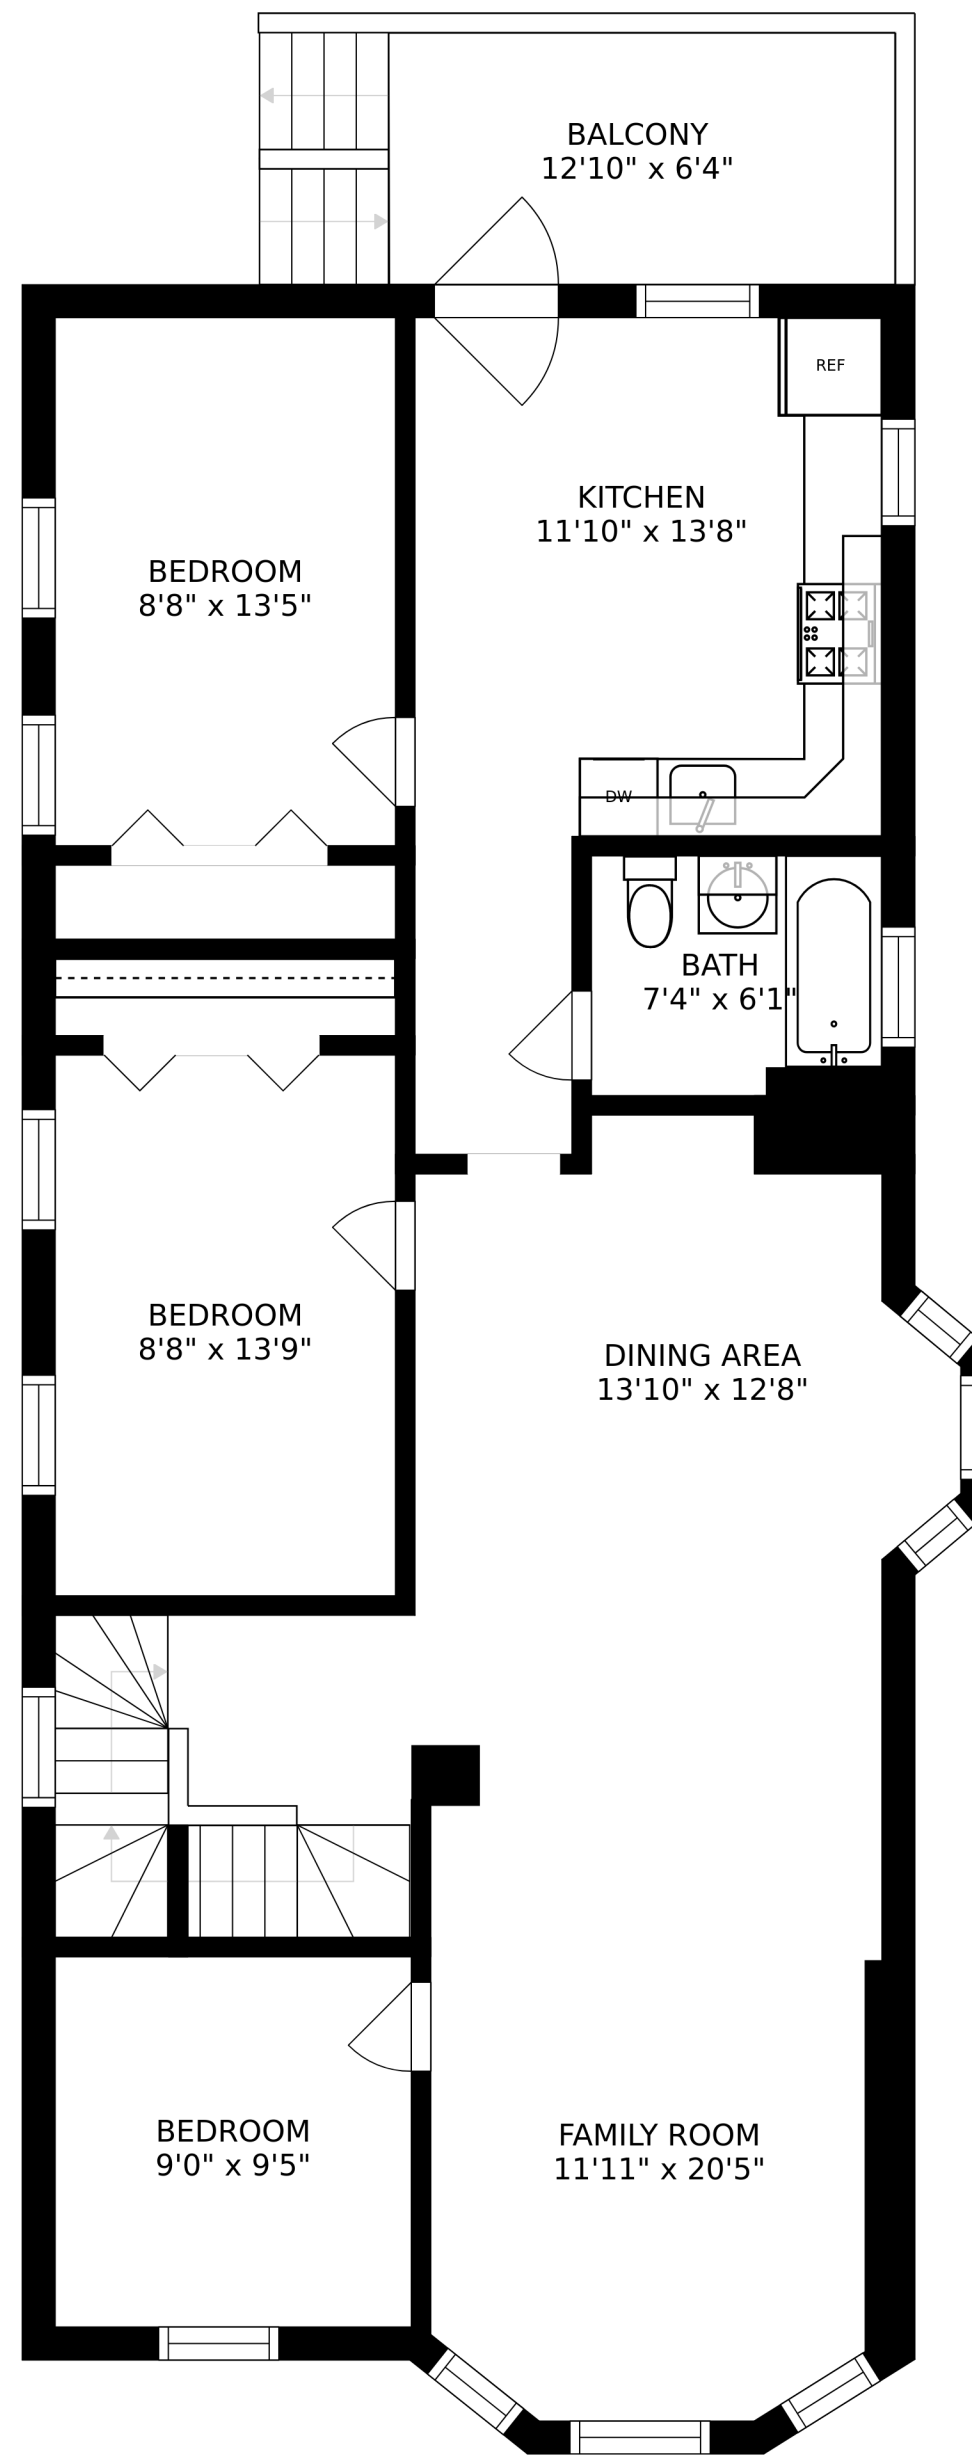 BALCONY
12'10" x 6'4"
REF
KITCHEN
11'10" x 13'8"
BEDROOM
8'8" x 13'5"
DW
BATH
7'4" x 6'1"
BEDROOM
8'8" x 13'9"
DINING AREA
13'10" x 12'8"
BEDROOM
9'0" x 9'5"
FAMILY ROOM
11'11" x 20'5"